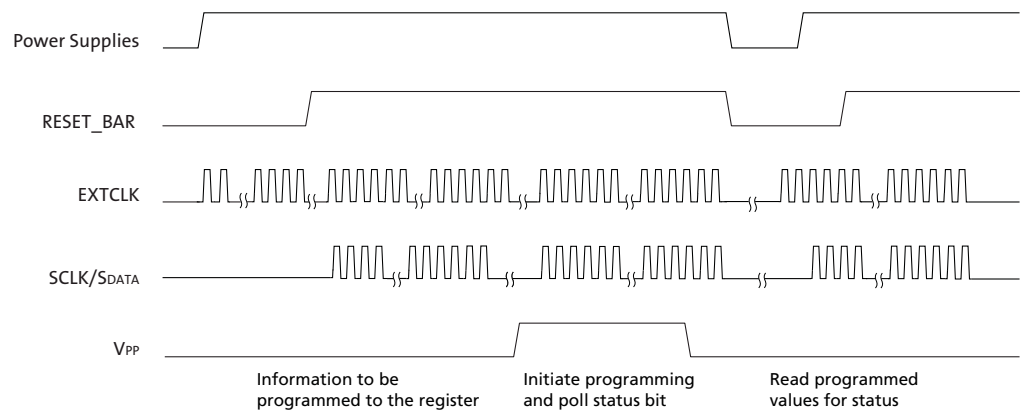 Power Supplies
RESET_BAR
EXTCLK
SCLK/SDATA
VPP
Information to be
programmed to the register
Initiate programming
and poll status bit
Read programmed
values for status